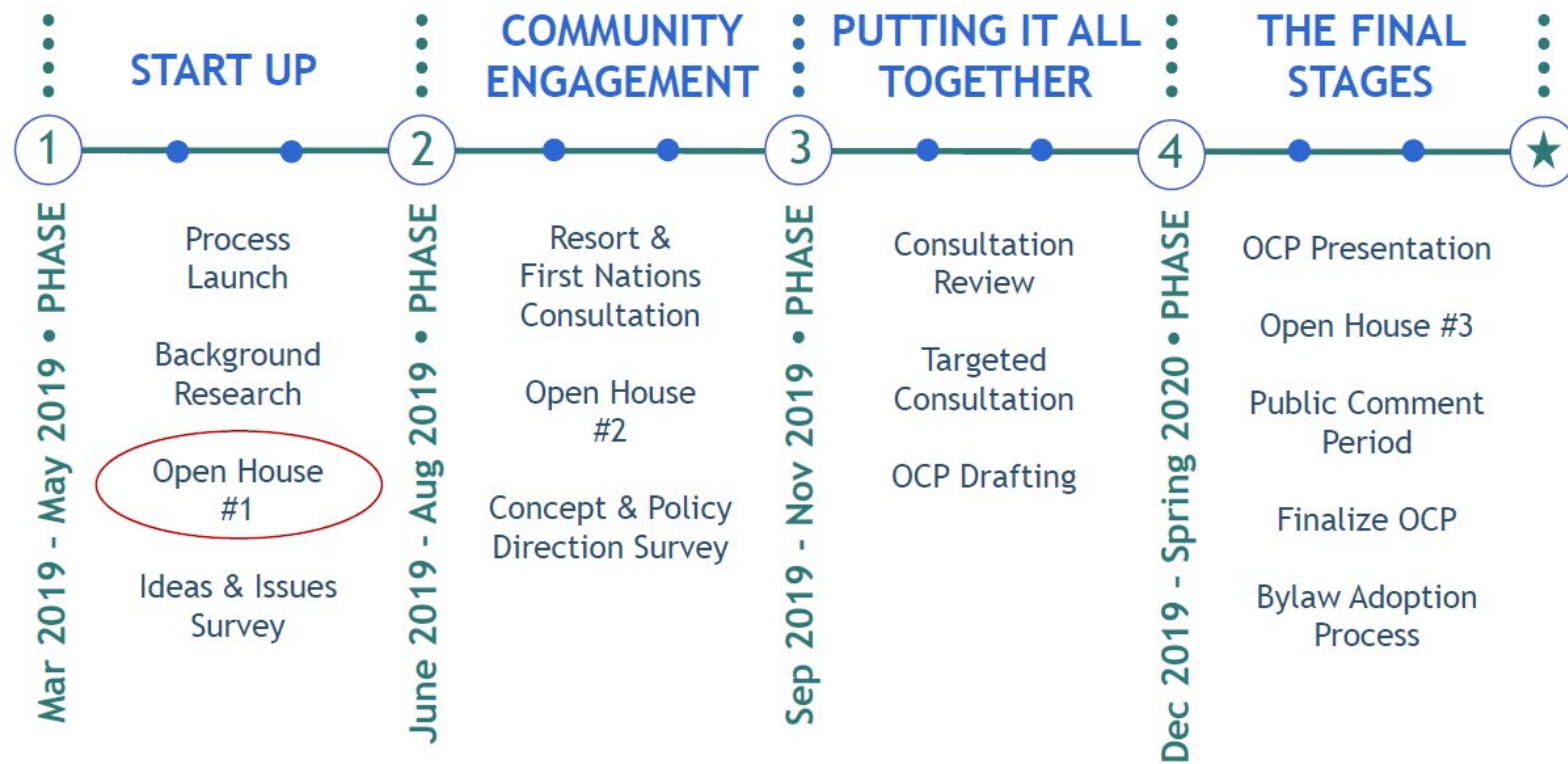 START UP
COMMUNITY
ENGAGEMENT
PUTTING IT ALL
TOGETHER
THE FINAL
STAGES
1
2
3
4
Mar 2019 - May 2019 • PHASE
Process
Launch
Background
Research
Open House
#1
Ideas & Issues
Survey
June 2019 - Aug 2019 • PHASE
Resort &
First Nations
Consultation
Open House
#2
Concept & Policy
Direction Survey
Sep 2019 - Nov 2019 • PHASE
Consultation
Review
Targeted
Consultation
OCP Drafting
Dec 2019 - Spring 2020 • PHASE
OCP Presentation
Open House #3
Public Comment
Period
Finalize OCP
Bylaw Adoption
Process